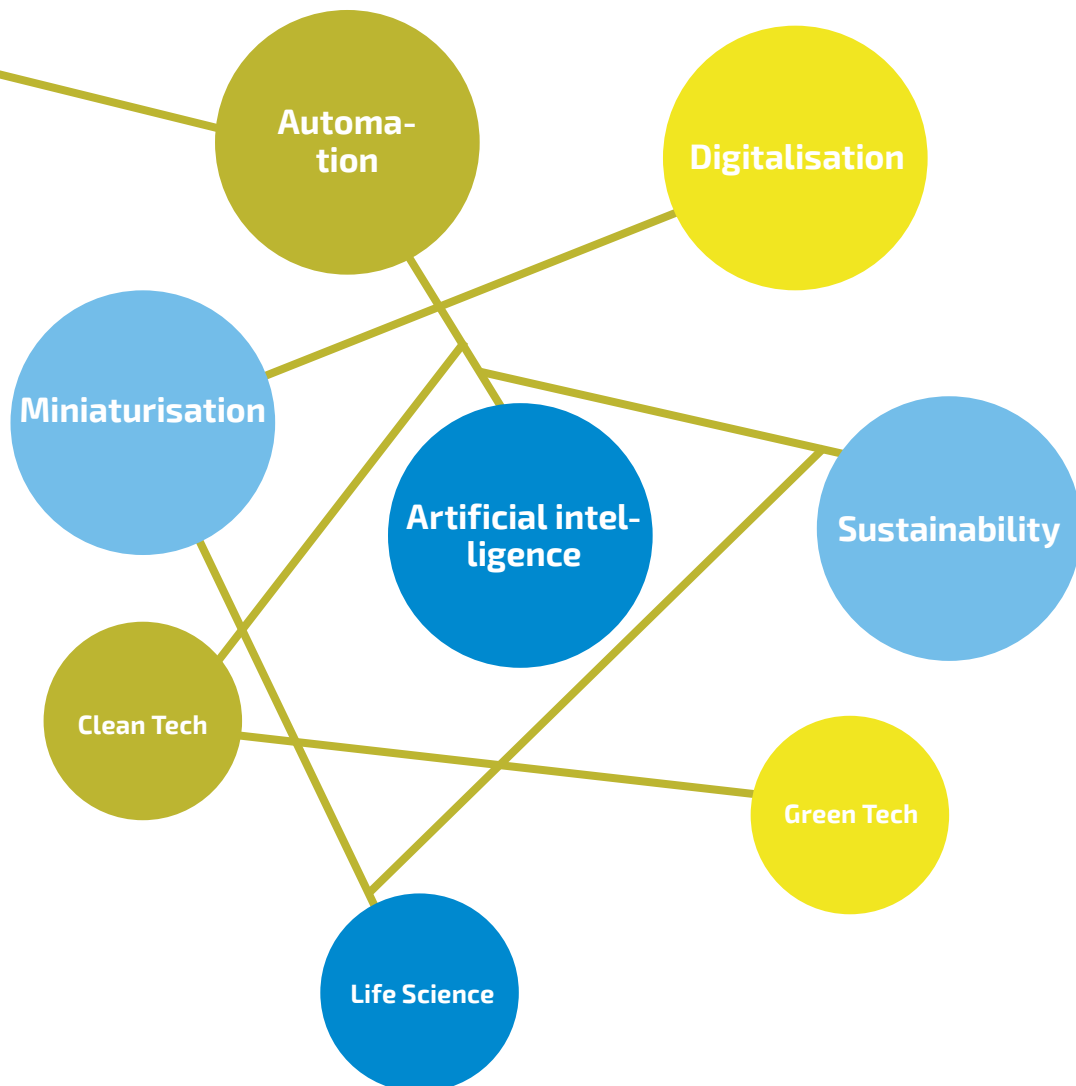 Automa-
tion
Digitalisation
Miniaturisation
Artificial intel-
ligence
Sustainability
Clean Tech
Green Tech
Life Science